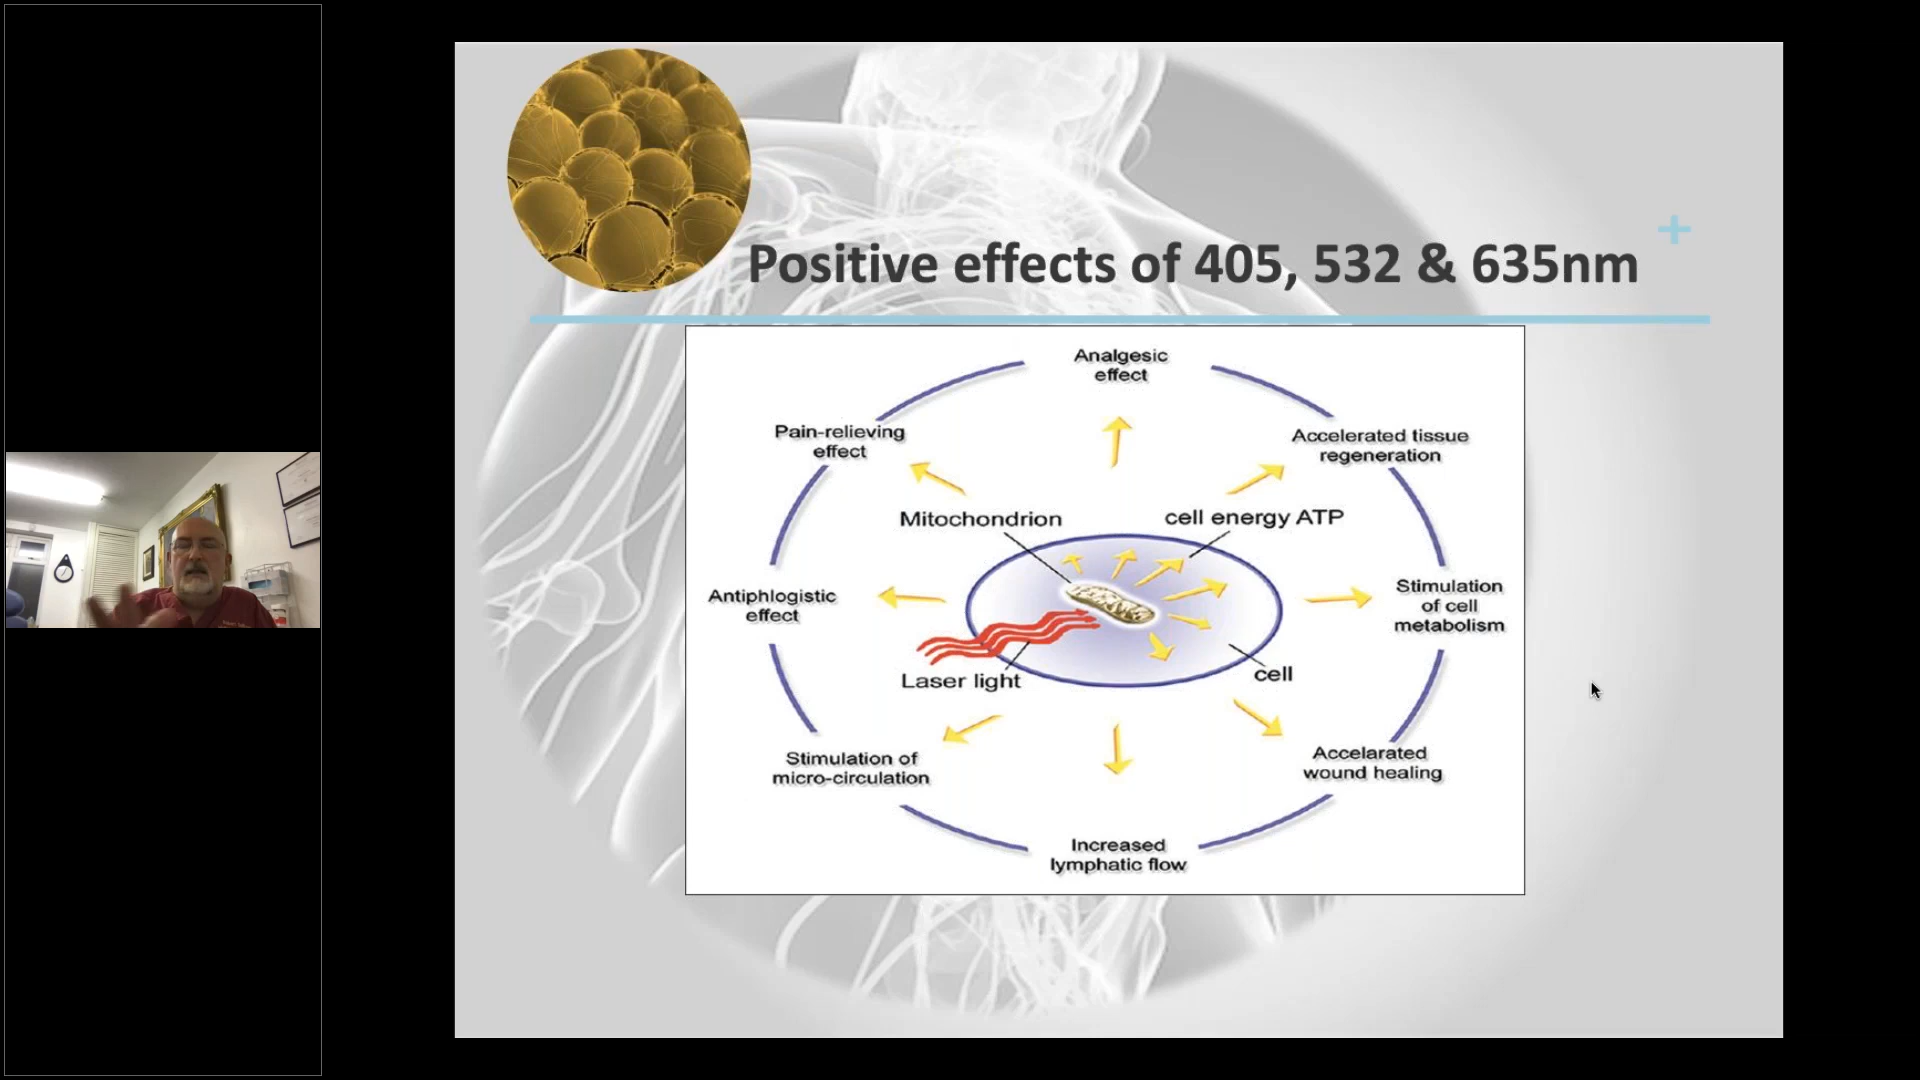 Positive effects of 405, 532 & 635nm
Analgesic
effect
Pain-relieving
effect
Accelerated tissue
regeneration
Mitochondrion
cell energy ATP
Antiphlogistic
effect
Stimulation
of cell
metabolism
Laser light
cell
Stimulation of
micro-circulation
Accelarated
wound healing
Increased
lymphatic flow